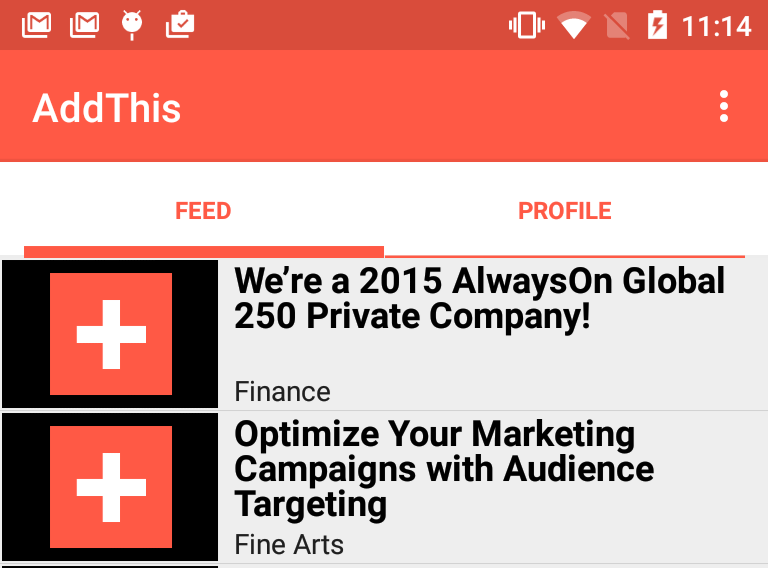 11:14
AddThis
FEED
PROFILE
We’re a 2015 AlwaysOn Global
250 Private Company!
Finance
Optimize Your Marketing
Campaigns with Audience
Targeting
Fine Arts